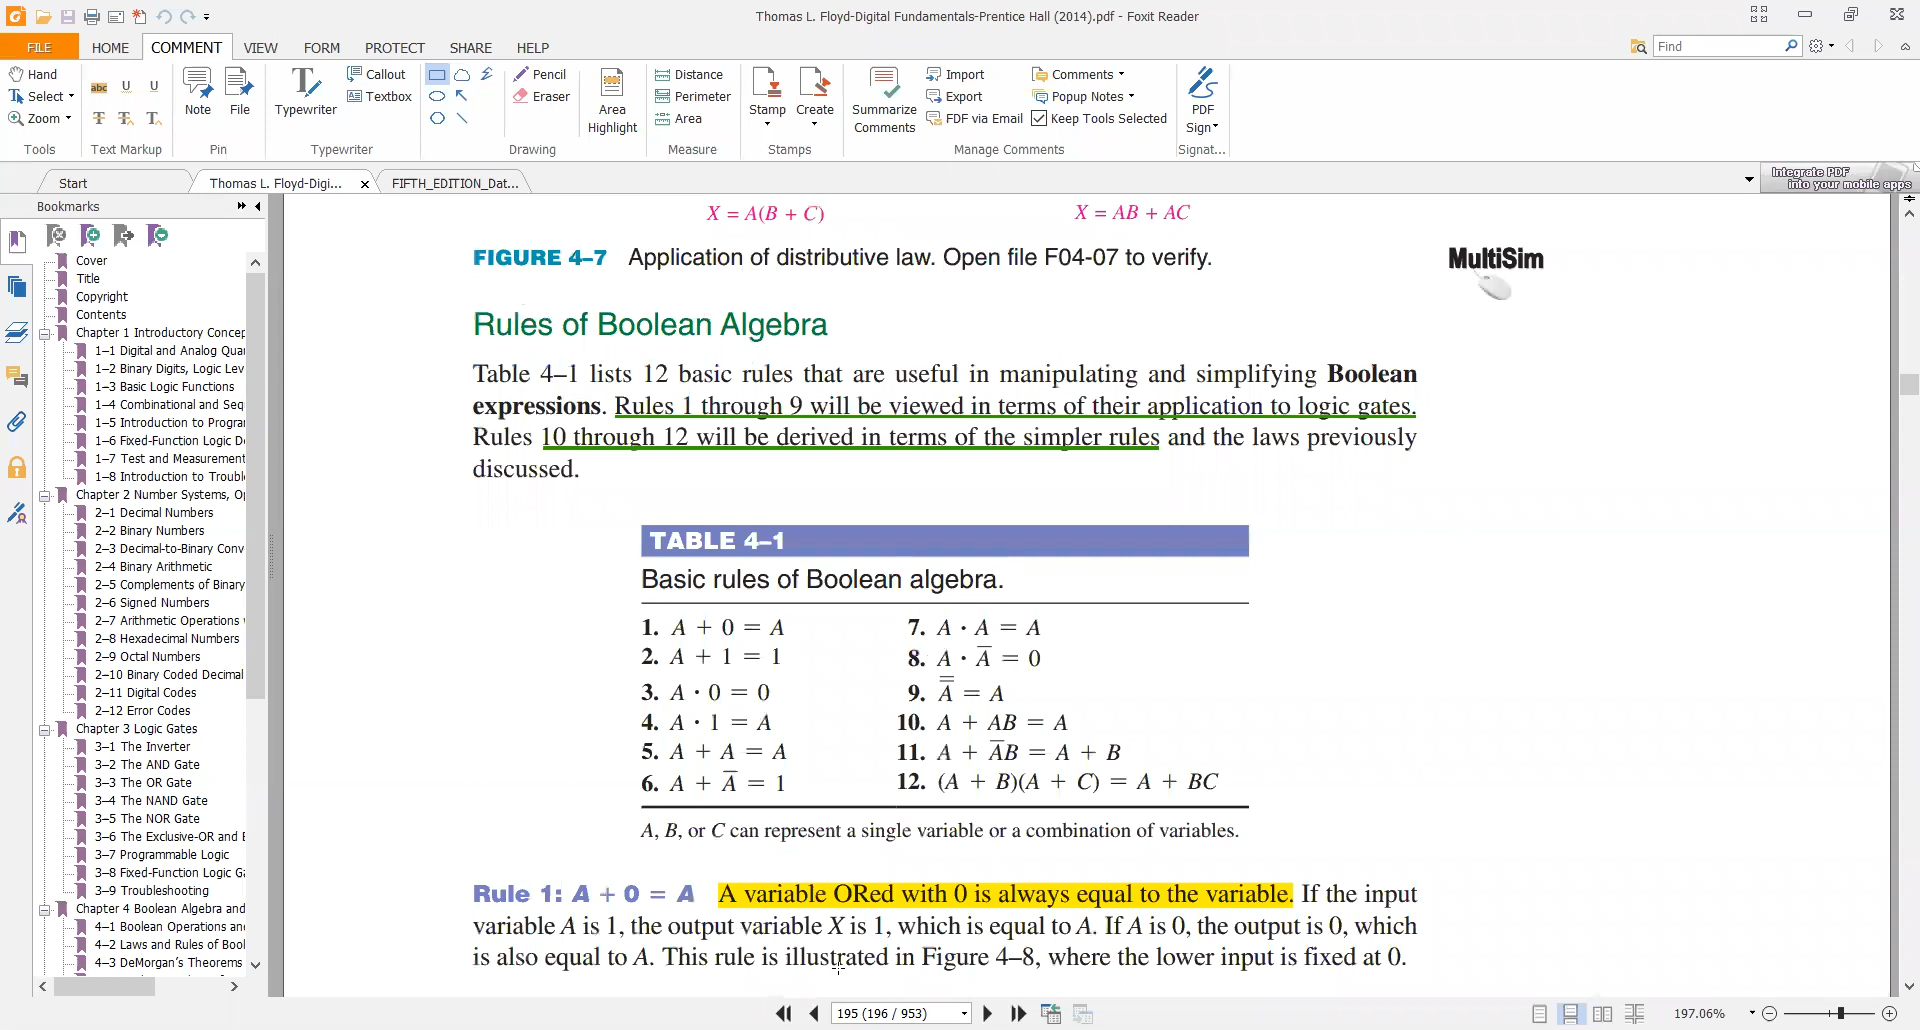 Thomas L. Floyd-Digital Fundamentals-Prentice Hall (2014).pdf - Foxit Reader
FILE HOME COMMENT VIEW FORM PROTECT SHARE HELP
Find
Hand
Select
Zoom
Tools
abc U U
T T T
Text Markup
Note File
Pin
Typewriter
Callout
Textbox
Typewriter
Pencil
Eraser
Area
Highlight
Drawing
Distance
Perimeter
Area
Measure
Stamp Create
Stamps
Summarize
Comments
Import
Export
FDF via Email
Comments
Popup Notes
Keep Tools Selected
Manage Comments
PDF
Sign
Signat...
Start
Thomas L. Floyd-Digi...
FIFTH_EDITION_Dat...
Integrate PDF
into your mobile apps
Bookmarks
Cover
Title
Copyright
Contents
Chapter 1 Introductory Concep
1–1 Digital and Analog Qua
1–2 Binary Digits, Logic Lev
1–3 Basic Logic Functions
1–4 Combinational and Seq
1–5 Introduction to Progra
1–6 Fixed-Function Logic D
1–7 Test and Measurement
1–8 Introduction to Troubl
Chapter 2 Number Systems, O
2–1 Decimal Numbers
2–2 Binary Numbers
2–3 Decimal-to-Binary Conv
2–4 Binary Arithmetic
2–5 Complements of Binary
2–6 Signed Numbers
2–7 Arithmetic Operations
2–8 Hexadecimal Numbers
2–9 Octal Numbers
2–10 Binary Coded Decimal
2–11 Digital Codes
2–12 Error Codes
Chapter 3 Logic Gates
3–1 The Inverter
3–2 The AND Gate
3–3 The OR Gate
3–4 The NAND Gate
3–5 The NOR Gate
3–6 The Exclusive-OR and E
3–7 Programmable Logic
3–8 Fixed-Function Logic G
3–9 Troubleshooting
Chapter 4 Boolean Algebra and
4–1 Boolean Operations an
4–2 Laws and Rules of Bool
4–3 DeMorgan's Theorems
X = A(B + C) X = AB + AC
FIGURE 4–7 Application of distributive law. Open file F04-07 to verify.
MultiSim
Rules of Boolean Algebra
Table 4–1 lists 12 basic rules that are useful in manipulating and simplifying Boolean
expressions. Rules 1 through 9 will be viewed in terms of their application to logic gates.
Rules 10 through 12 will be derived in terms of the simpler rules and the laws previously
discussed.
TABLE 4–1
Basic rules of Boolean algebra.
1. A + 0 = A
2. A + 1 = 1
3. A · 0 = 0
4. A · 1 = A
5. A + A = A
6. A + A̅ = 1
7. A · A = A
8. A · A̅ = 0
9. A̿ = A
10. A + AB = A
11. A + A̅B = A + B
12. (A + B)(A + C) = A + BC
A, B, or C can represent a single variable or a combination of variables.
Rule 1: A + 0 = A A variable ORed with 0 is always equal to the variable. If the input
variable A is 1, the output variable X is 1, which is equal to A. If A is 0, the output is 0, which
is also equal to A. This rule is illustrated in Figure 4–8, where the lower input is fixed at 0.
195 (196 / 953)
197.06%